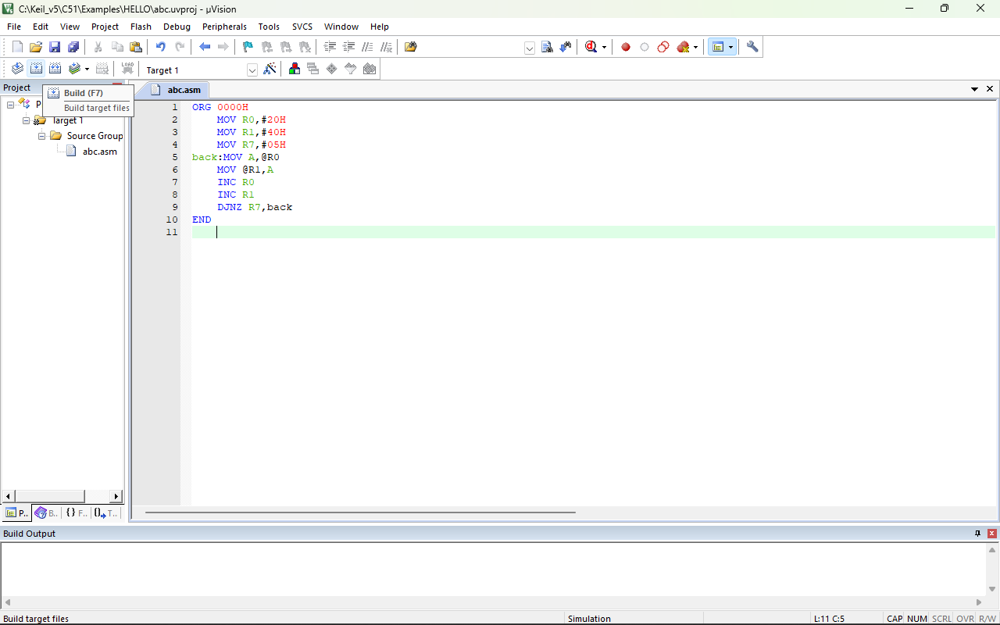 C:\Keil_v5\C51\Examples\HELLO\abc.uvproj - µVision
File Edit View Project Flash Debug Peripherals Tools SVCS Window Help
LOAD
Target 1
Project
abc.asm
Build (F7)
Build target files
P
Target 1
Source Group
abc.asm
1 ORG 0000H
2 MOV R0,#20H
3 MOV R1,#40H
4 MOV R7,#05H
5 back:MOV A,@R0
6 MOV @R1,A
7 INC R0
8 INC R1
9 DJNZ R7,back
10 END
11
P.. B.. {} F.. T..
Build Output
Build target files Simulation L:11 C:5 CAP NUM SCRL OVR R/W